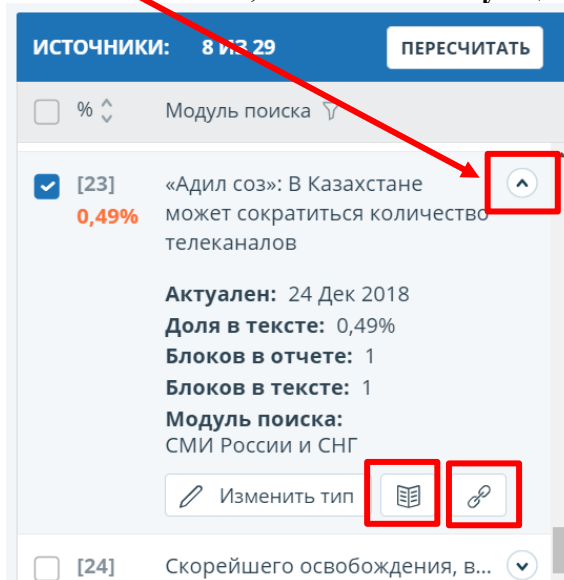 ИСТОЧНИКИ: 8 ИЗ 29 ПЕРЕСЧИТАТЬ
% Модуль поиска
[23] «Адил соз»: В Казахстане
0,49% может сократиться количество
телеканалов
Актуален: 24 Дек 2018
Доля в тексте: 0,49%
Блоков в отчете: 1
Блоков в тексте: 1
Модуль поиска:
СМИ России и СНГ
Изменить тип
[24] Скорейшего освобождения, в...